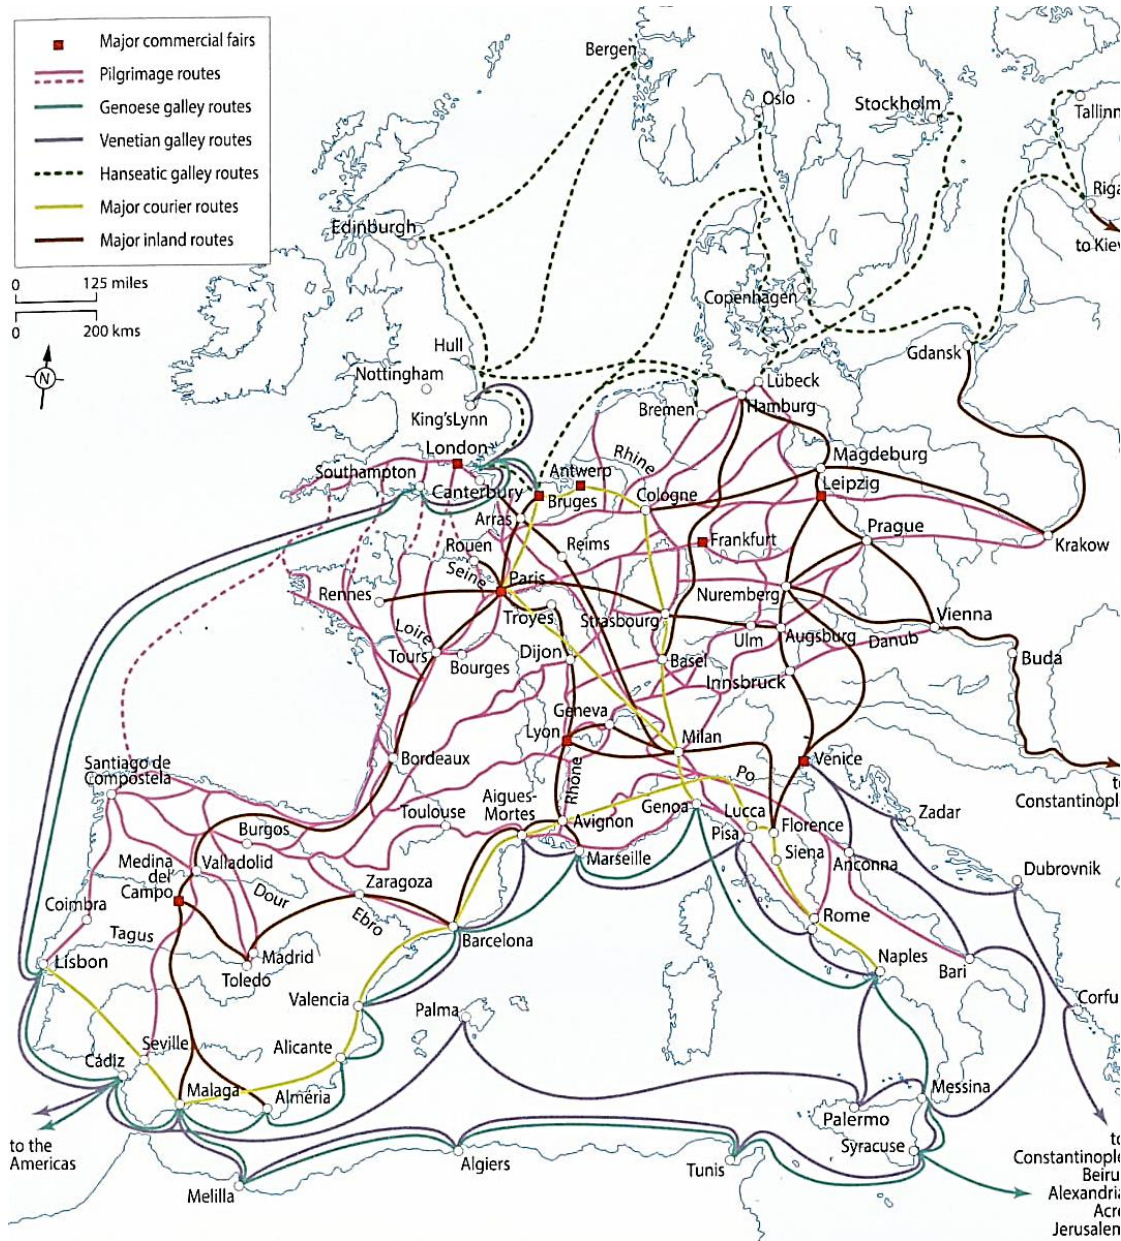 Major commercial fairs
Pilgrimage routes
Genoese galley routes
Venetian galley routes
Hanseatic galley routes
Major courier routes
Major inland routes
0 125 miles
0 200 kms
N
Bergen
Oslo
Stockholm
Tallinn
Riga
to Kiev
Edinburgh
Copenhagen
Gdansk
Hull
Nottingham
King'sLynn
Lübeck
Hamburg
Bremen
London
Southampton
Canterbury
Antwerp
Bruges
Rhine
Cologne
Magdeburg
Leipzig
Arras
Rouen
Seine
Reims
Frankfurt
Prague
Krakow
Rennes
Paris
Troyes
Strasbourg
Nuremberg
Vienna
Loire
Tours
Bourges
Dijon
Basel
Ulm
Augsburg
Danub
Buda
Innsbruck
Geneva
Lyon
Milan
Venice
Bordeaux
Rhône
Po
to
Constantinopl
Santiago de
Compostela
Toulouse
Aigues-
Mortes
Avignon
Genoa
Lucca
Pisa
Florence
Siena
Zadar
Burgos
Marseille
Anconna
Dubrovnik
Medina
del
Campo
Valladolid
Dour
Zaragoza
Ebro
Coimbra
Tagus
Rome
Barcelona
Lisbon
Madrid
Toledo
Naples
Bari
Valencia
Palma
Corfu
Seville
Alicante
Cádiz
Malaga
Alméria
Messina
Palermo
Syracuse
to the
Americas
Algiers
Tunis
Melilla
to
Constantinople
Beiru
Alexandria
Acre
Jerusalem